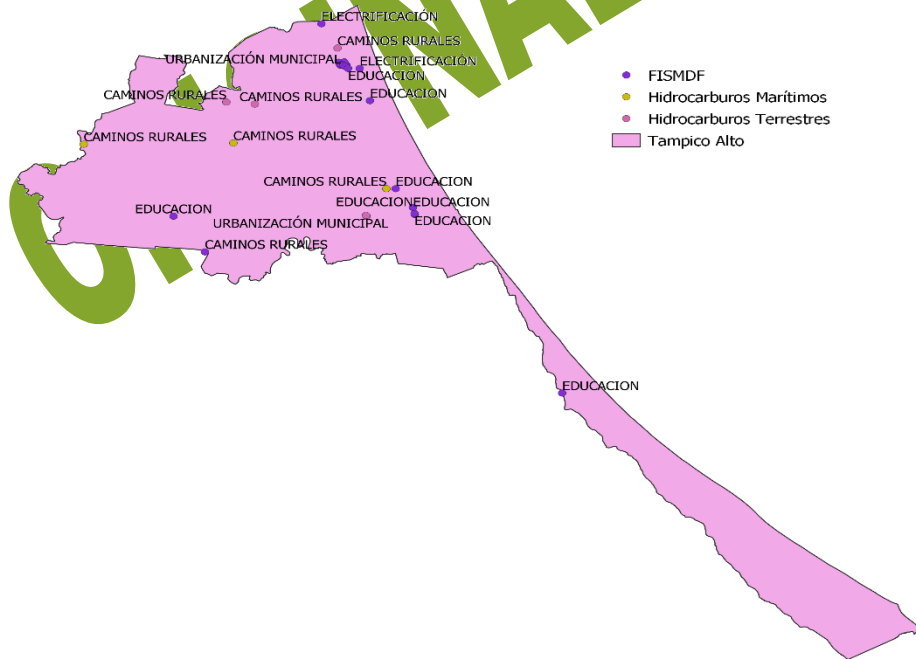 ELECTRIFICACIÓN
CAMINOS RURALES
URBANIZACIÓN MUNICIPAL
ELECTRIFICACIÓN
EDUCACION
CAMINOS RURALES
CAMINOS RURALES
EDUCACION
CAMINOS RURALES
CAMINOS RURALES
CAMINOS RURALES
EDUCACION
EDUCACION
EDUCACION
EDUCACION
URBANIZACIÓN MUNICIPAL
EDUCACION
CAMINOS RURALES
EDUCACION
FISMDF
Hidrocarburos Marítimos
Hidrocarburos Terrestres
Tampico Alto